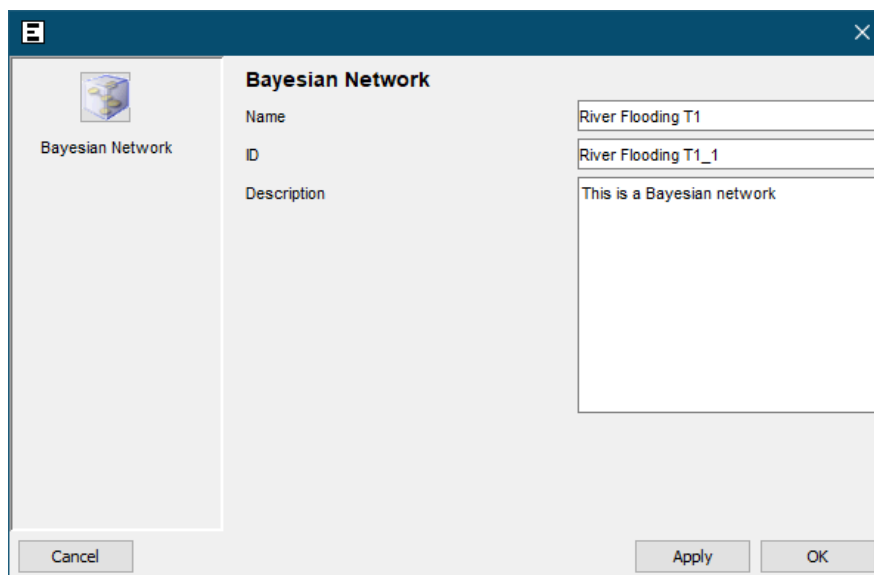 Bayesian Network
Bayesian Network
Name
River Flooding T1
ID
River Flooding T1_1
Description
This is a Bayesian network
Cancel
Apply
OK